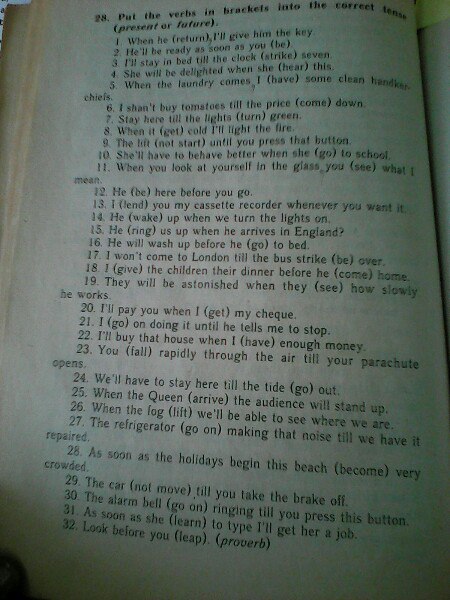 28. Put the verbs in brackets into the correct tense
(present or future).
1. When he (return), I'll give him the key
2. He'll be ready as soon as you (be).
3. I'll stay in bed till the clock (strike) seven.
4. She will be delighted when she (hear) this.
5. When the laundry comes, I (have) some clean handker-
chiefs.
6. I shan't buy tomatoes till the price (come) down.
7. Stay here till the lights (turn) green.
8. When it (get) cold I'll light the fire.
9. The lift (not start) until you press that button.
10. She'll have to behave better when she (go) to school.
11. When you look at yourself in the glass you (see) what I
mean.
12. He (be) here before you go.
13. I (lend) you my cassette recorder whenever you want it
14. He (wake) up when we turn the lights on.
15. He (ring) us up when he arrives in England?
16. He will wash up before he (go) to bed.
17. I won't come to London till the bus strike (be) over.
18. I (give) the children their dinner before he (come) home.
19. They will be astonished when they (see) how slowly
he works.
20. I'll pay you when I (get) my cheque.
21. I (go) on doing it until he tells me to stop.
22. I'll buy that house when I (have) enough money.
23. You (fall) rapidly through the air till your parachute
opens.
24. We'll have to stay here till the tide (go) out.
25. When the Queen (arrive) the audience will stand up.
26. When the fog (lift) we'll be able to see where we are.
27. The refrigerator (go on) making that noise till we have it
repaired.
28. As soon as the holidays begin this beach (become) very
crowded.
29. The car (not move) till you take the brake off.
30. The alarm bell (go on) ringing till you press this button.
31. As soon as she (learn) to type I'll get her a job.
32. Look before you (leap). (proverb)